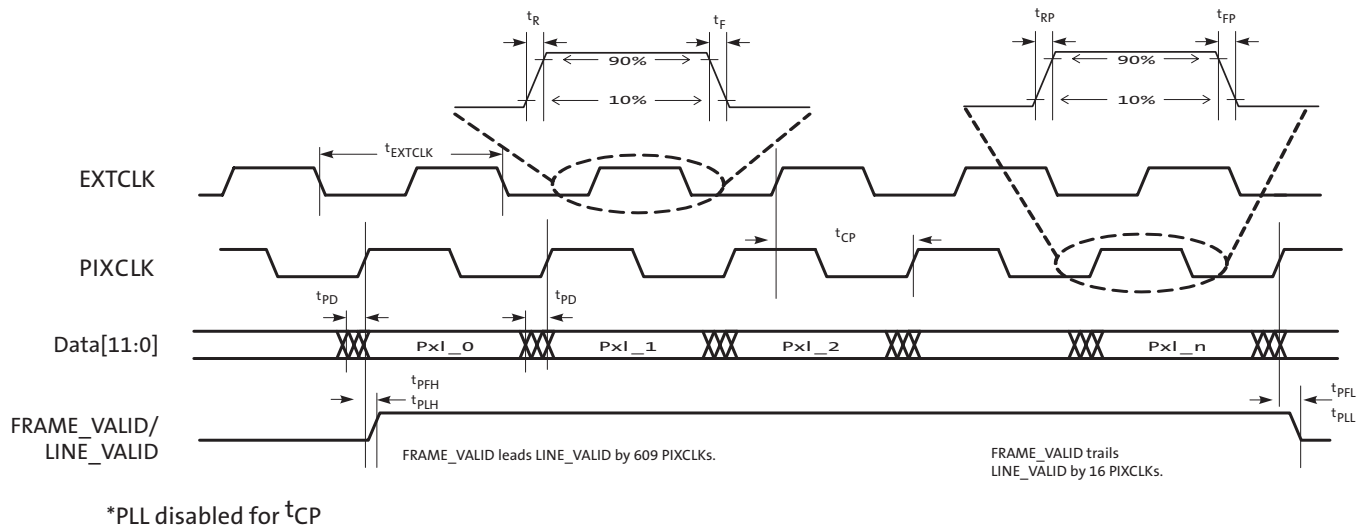 tR
tF
tRP
tFP
90%
90%
10%
10%
tEXTCLK
EXTCLK
tCP
PIXCLK
tPD
tPD
Data[11:0]
Pxl_0
Pxl_1
Pxl_2
Pxl_n
tPFH
tPLH
tPFL
tPLL
FRAME_VALID/
LINE_VALID
FRAME_VALID leads LINE_VALID by 609 PIXCLKs.
FRAME_VALID trails
LINE_VALID by 16 PIXCLKs.
*PLL disabled for tCP